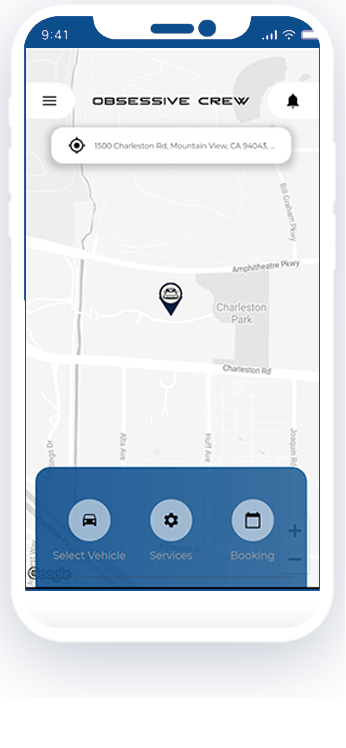 9:41
OBSESSIVE CREW
1500 Charleston Rd, Mountain View, CA 94043, ...
Bill Graham Pkwy
Amphitheatre Pkwy
Charleston
Park
Charleston Rd
Alta Ave
Huff Ave
Joaquin Rd
Select Vehicle
Services
Booking
Google